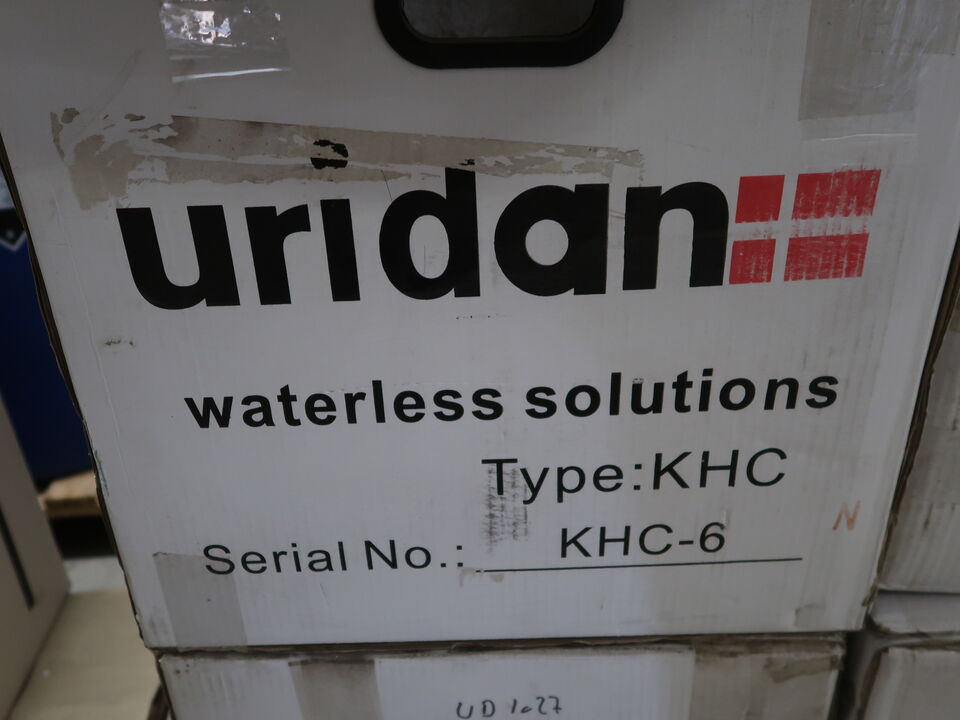 uridan
waterless solutions
Type:KHC
N
Serial No.: KHC-6
UD 1027